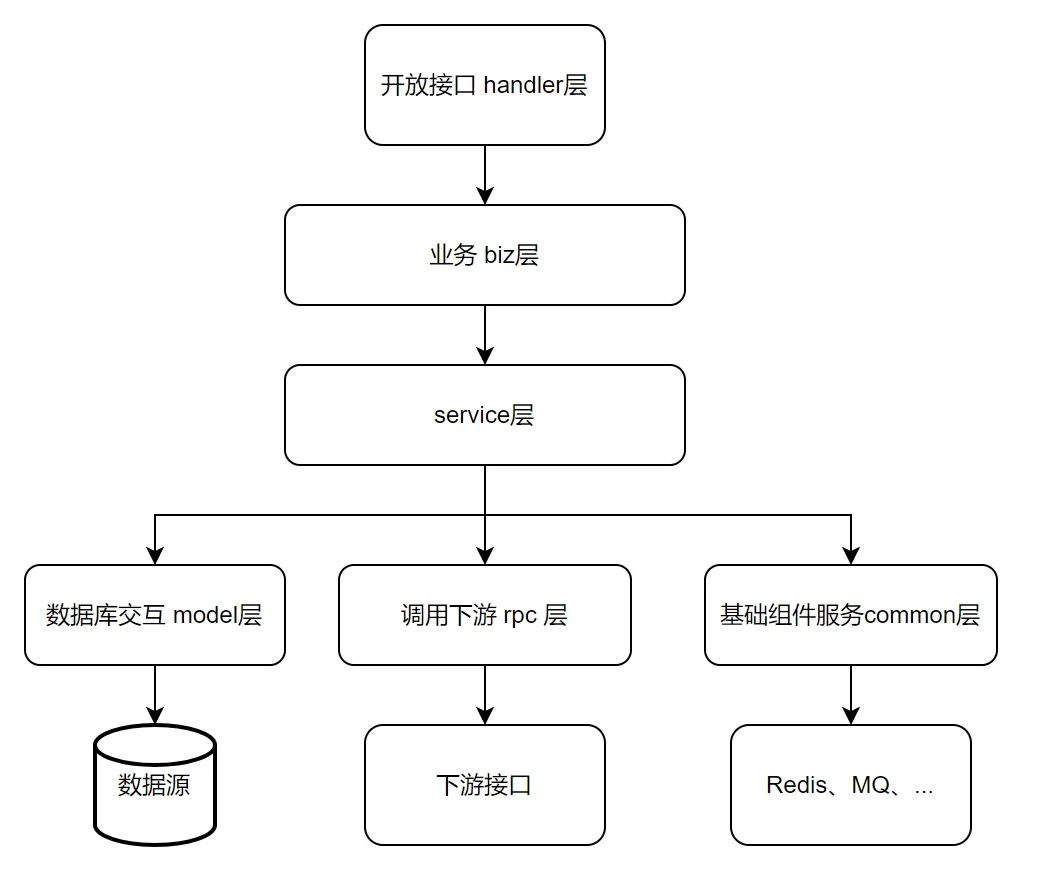 开放接口 handler层
业务 biz层
service层
数据库交互 model层
调用下游 rpc 层
基础组件服务common层
数据源
下游接口
Redis、MQ、...